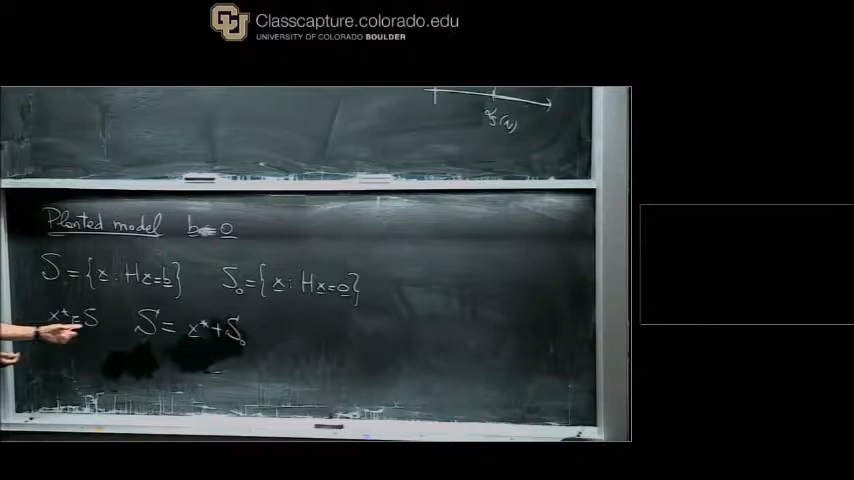 Classcapture.colorado.edu
UNIVERSITY OF COLORADO BOULDER
Planted model b=0
S = {x : Hx=b} S₀ = {x : Hx=0}
x* ∈ S S = x* + S₀